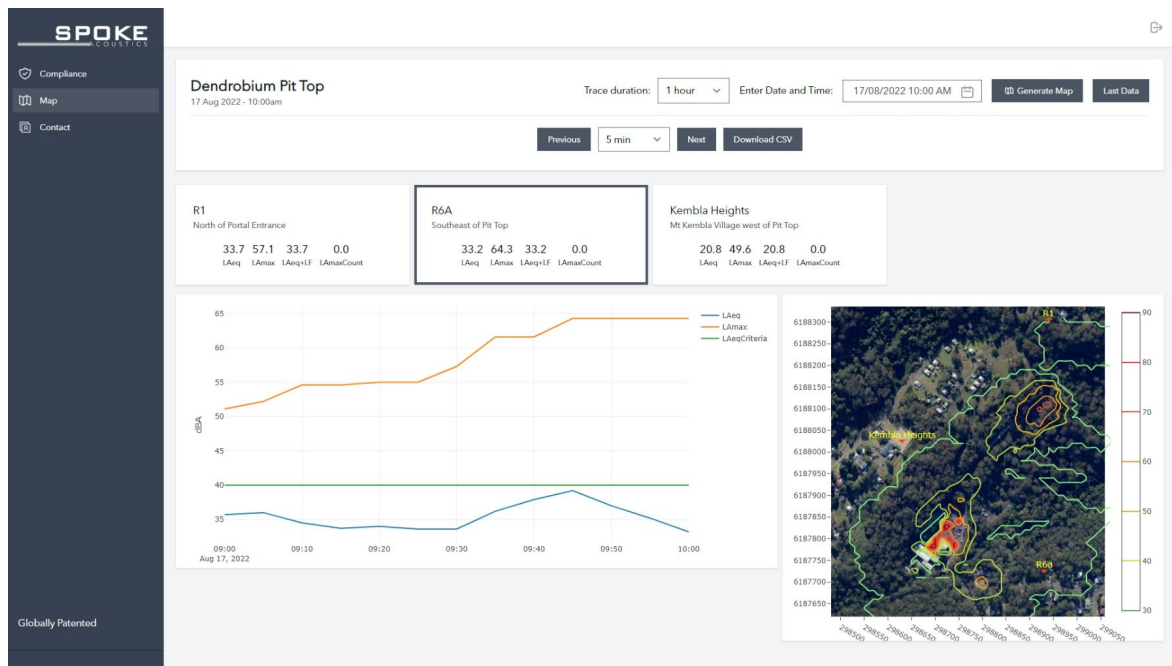 SPOKE
ACOUSTICS
Compliance
Map
Contact
Globally Patented
Dendrobium Pit Top
17 Aug 2022 - 10:00am
Trace duration: 1 hour Enter Date and Time: 17/08/2022 10:00 AM Generate Map Last Data
Previous 5 min Next Download CSV
R1
North of Portal Entrance
33.7 57.1 33.7 0.0
LAeq LAmax LAeq+LF LAmaxCount
R6A
Southeast of Pit Top
33.2 64.3 33.2 0.0
LAeq LAmax LAeq+LF LAmaxCount
Kembla Heights
Mt Kembla Village west of Pit Top
20.8 49.6 20.8 0.0
LAeq LAmax LAeq+LF LAmaxCount
65
60
55
50
45
40
35
dBA
09:00 09:10 09:20 09:30 09:40 09:50 10:00
Aug 17, 2022
LAeq
LAmax
LAeqCriteria
6188300
6188250
6188200
6188150
6188100
6188050
6188000
6187950
6187900
6187850
6187800
6187750
6187700
6187650
R1
Kembla Heights
R6a
298500 298550 298600 298650 298700 298750 298800 298850 298900 298950 299000 299050
90
80
70
60
50
40
30